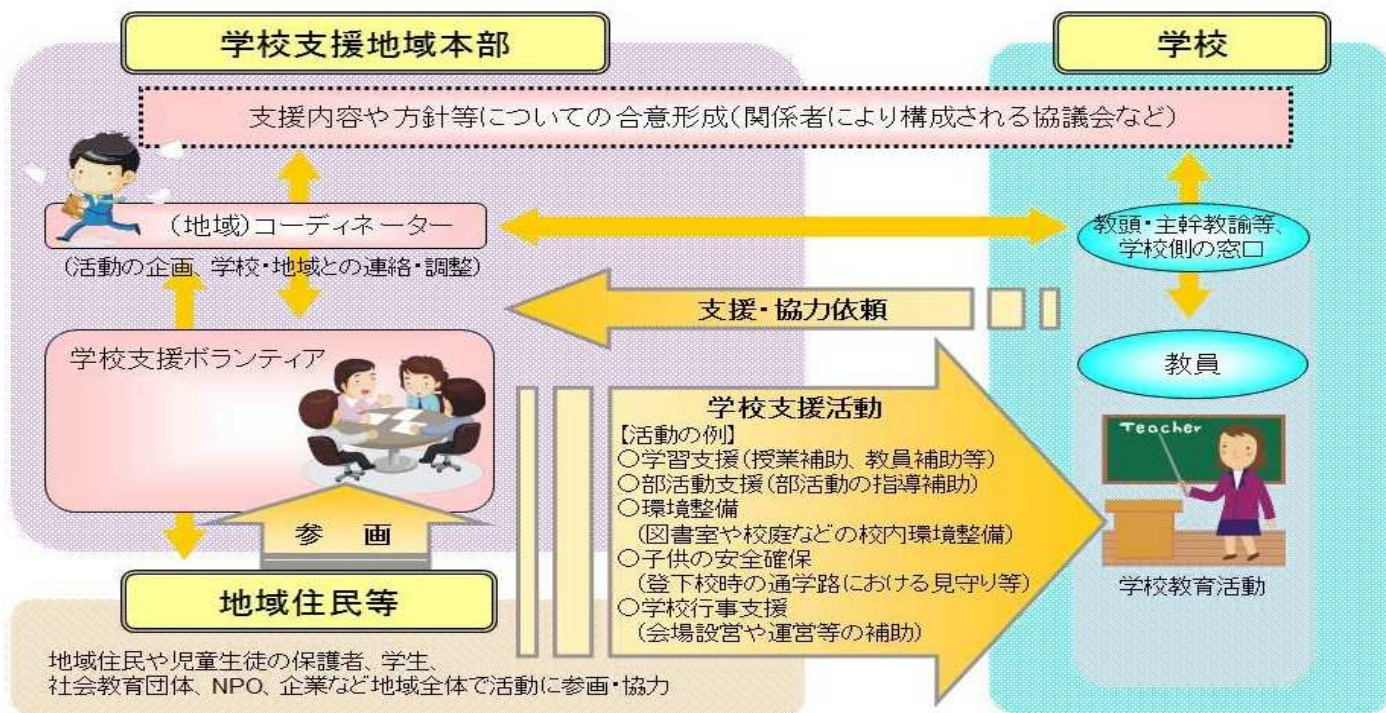 学校支援地域本部
学校
支援内容や方針等についての合意形成(関係者により構成される協議会など)
(地域)コーディネーター
(活動の企画、学校・地域との連絡・調整)
教頭・主幹教諭等、
学校側の窓口
支援・協力依頼
学校支援ボランティア
教員
学校支援活動
【活動の例】
○学習支援(授業補助、教員補助等)
○部活動支援(部活動の指導補助)
○環境整備
(図書室や校庭などの校内環境整備)
○子供の安全確保
(登下校時の通学路における見守り等)
○学校行事支援
(会場設営や運営等の補助)
Teacher
学校教育活動
参 画
地域住民等
地域住民や児童生徒の保護者、学生、
社会教育団体、NPO、企業など地域全体で活動に参画・協力